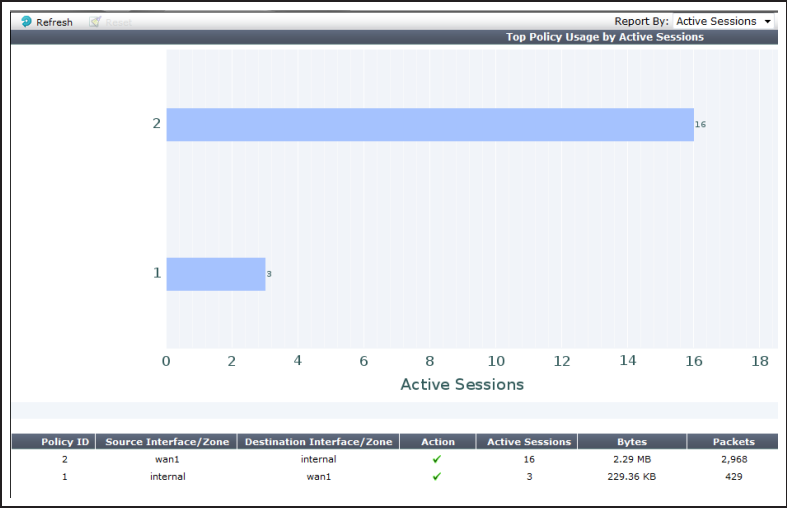 Refresh Reset Report By: Active Sessions
Top Policy Usage by Active Sessions
2 16
1 3
0 2 4 6 8 10 12 14 16 18
Active Sessions
Policy ID Source Interface/Zone Destination Interface/Zone Action Active Sessions Bytes Packets
2 wan1 internal 16 2.29 MB 2,968
1 internal wan1 3 229.36 KB 429